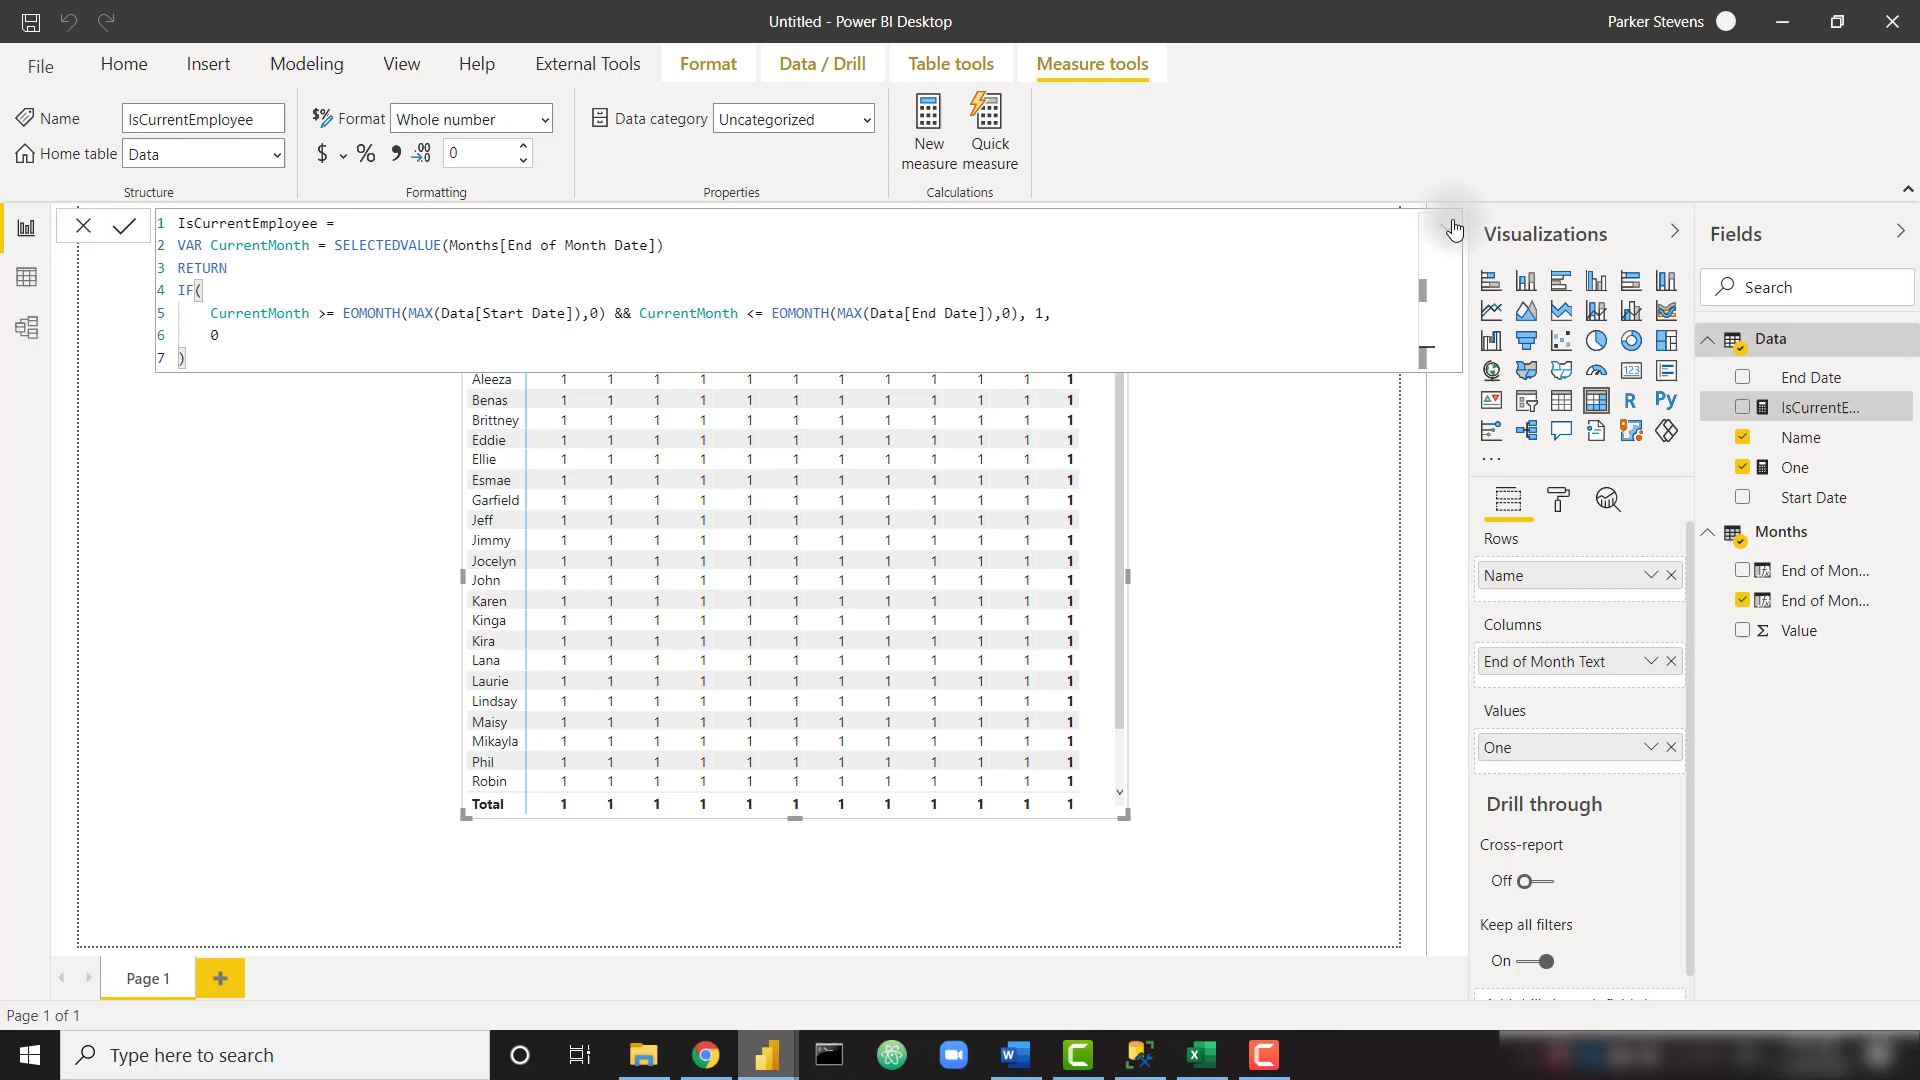 Untitled - Power BI Desktop
Parker Stevens
File Home Insert Modeling View Help External Tools Format Data / Drill Table tools Measure tools
Name IsCurrentEmployee
Home table Data
Structure
Format Whole number
$ % , .00 0
Formatting
Data category Uncategorized
Properties
New measure
Quick measure
Calculations
1 IsCurrentEmployee =
2 VAR CurrentMonth = SELECTEDVALUE(Months[End of Month Date])
3 RETURN
4 IF(
5 CurrentMonth >= EOMONTH(MAX(Data[Start Date]),0) && CurrentMonth <= EOMONTH(MAX(Data[End Date]),0), 1,
6 0
7 )
Aleeza 1 1 1 1 1 1 1 1 1 1 1 1
Benas 1 1 1 1 1 1 1 1 1 1 1 1
Brittney 1 1 1 1 1 1 1 1 1 1 1 1
Eddie 1 1 1 1 1 1 1 1 1 1 1 1
Ellie 1 1 1 1 1 1 1 1 1 1 1 1
Esmae 1 1 1 1 1 1 1 1 1 1 1 1
Garfield 1 1 1 1 1 1 1 1 1 1 1 1
Jeff 1 1 1 1 1 1 1 1 1 1 1 1
Jimmy 1 1 1 1 1 1 1 1 1 1 1 1
Jocelyn 1 1 1 1 1 1 1 1 1 1 1 1
John 1 1 1 1 1 1 1 1 1 1 1 1
Karen 1 1 1 1 1 1 1 1 1 1 1 1
Kinga 1 1 1 1 1 1 1 1 1 1 1 1
Kira 1 1 1 1 1 1 1 1 1 1 1 1
Lana 1 1 1 1 1 1 1 1 1 1 1 1
Laurie 1 1 1 1 1 1 1 1 1 1 1 1
Lindsay 1 1 1 1 1 1 1 1 1 1 1 1
Maisy 1 1 1 1 1 1 1 1 1 1 1 1
Mikayla 1 1 1 1 1 1 1 1 1 1 1 1
Phil 1 1 1 1 1 1 1 1 1 1 1 1
Robin 1 1 1 1 1 1 1 1 1 1 1 1
Total 1 1 1 1 1 1 1 1 1 1 1 1
Visualizations
R Py
...
Rows
Name
Columns
End of Month Text
Values
One
Drill through
Cross-report
Off
Keep all filters
On
Fields
Search
Data
End Date
IsCurrentE...
Name
One
Start Date
Months
End of Mon...
End of Mon...
Value
Page 1
Page 1 of 1
Type here to search